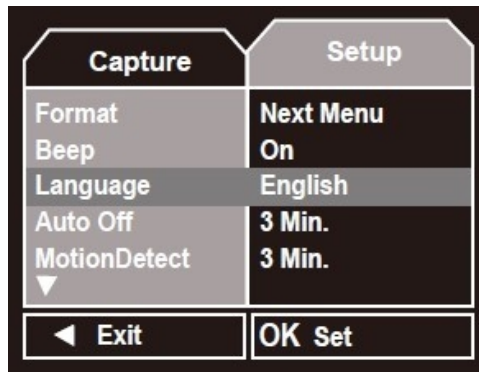 Capture Setup
Format Next Menu
Beep On
Language English
Auto Off 3 Min.
MotionDetect 3 Min.
▼
◀ Exit OK Set